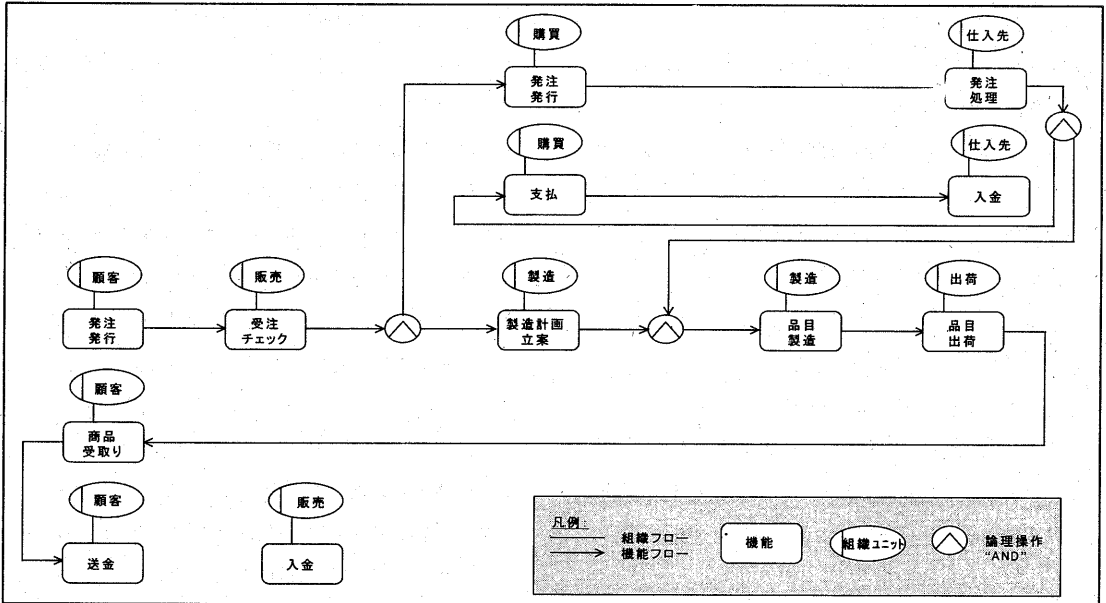 購買
発注
発行
仕入先
発注
処理
購買
支払
仕入先
入金
顧客
発注
発行
販売
受注
チェック
製造
製造計画
立案
製造
品目
製造
出荷
品目
出荷
顧客
商品
受取り
顧客
送金
販売
入金
凡例:
組織フロー
機能フロー
機能
組織ユニット
論理操作
"AND"